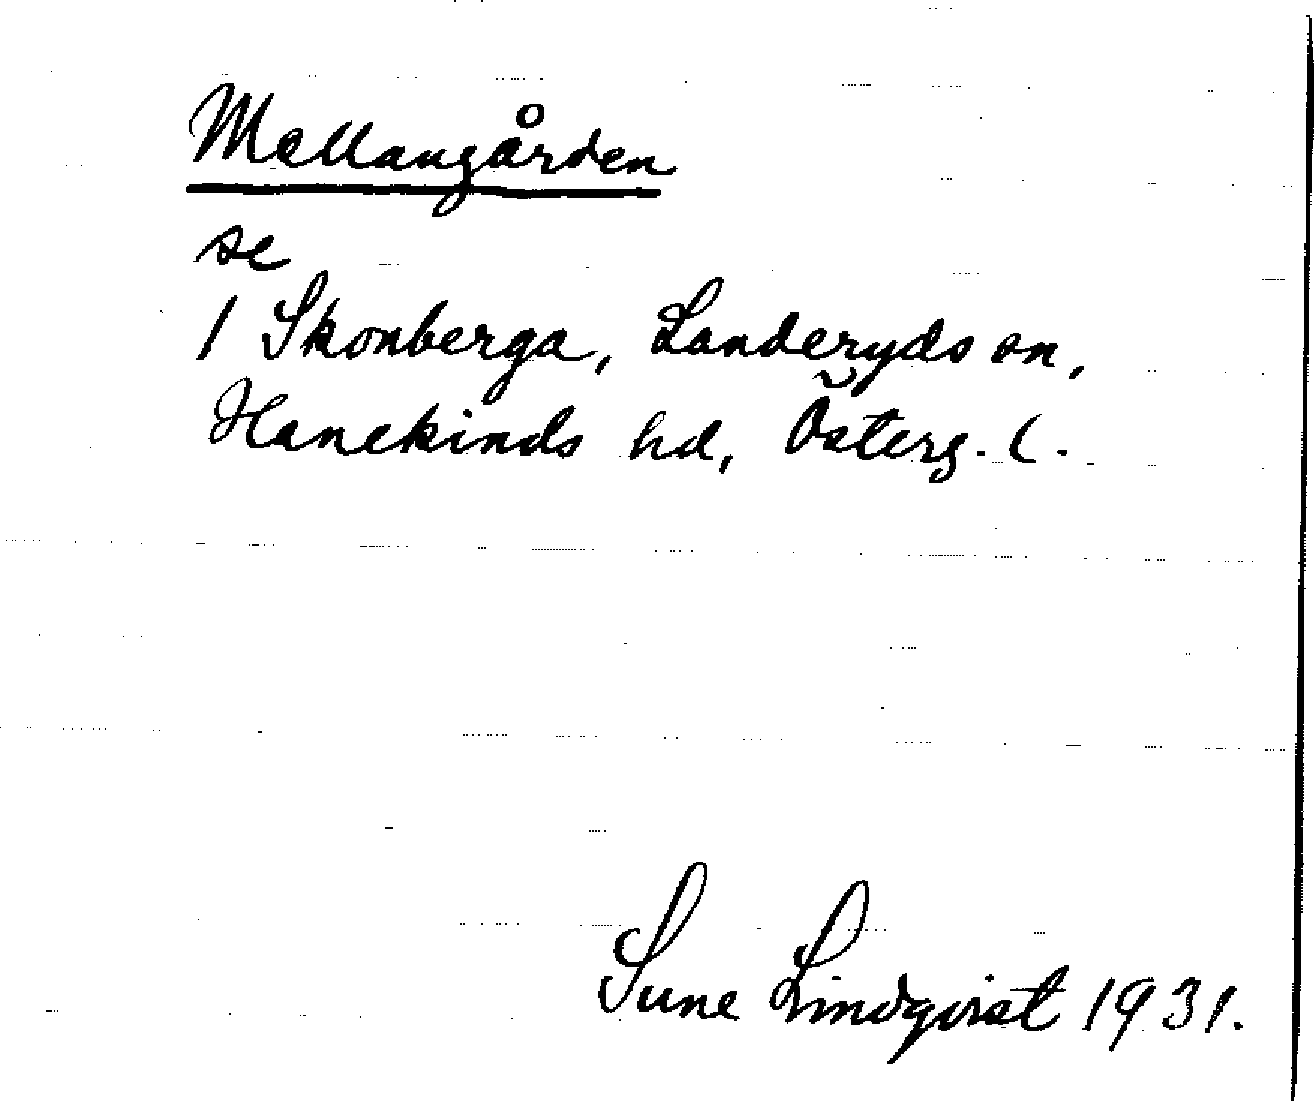 Mellangården
se
1 Skonberga, Landeryds sn,
Hanekinds hd, Österg. l.
Sune Lindqvist 1931.